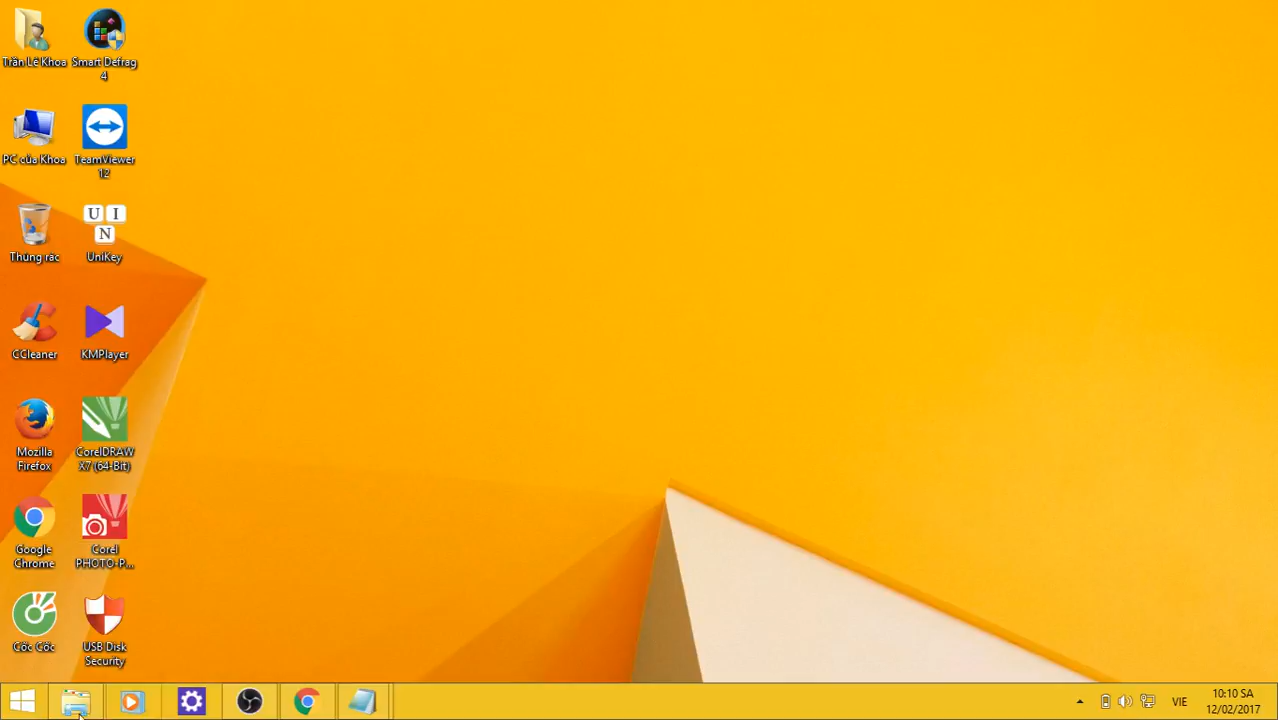 Trần Lê Khoa
Smart Defrag
4
PC của Khoa
TeamViewer
12
U I
N
Thùng rác
UniKey
CCleaner
KMPlayer
Mozilla
Firefox
CorelDRAW
X7 (64-Bit)
Google
Chrome
Corel
PHOTO-P...
Cốc Cốc
USB Disk
Security
VIE
10:10 SA
12/02/2017